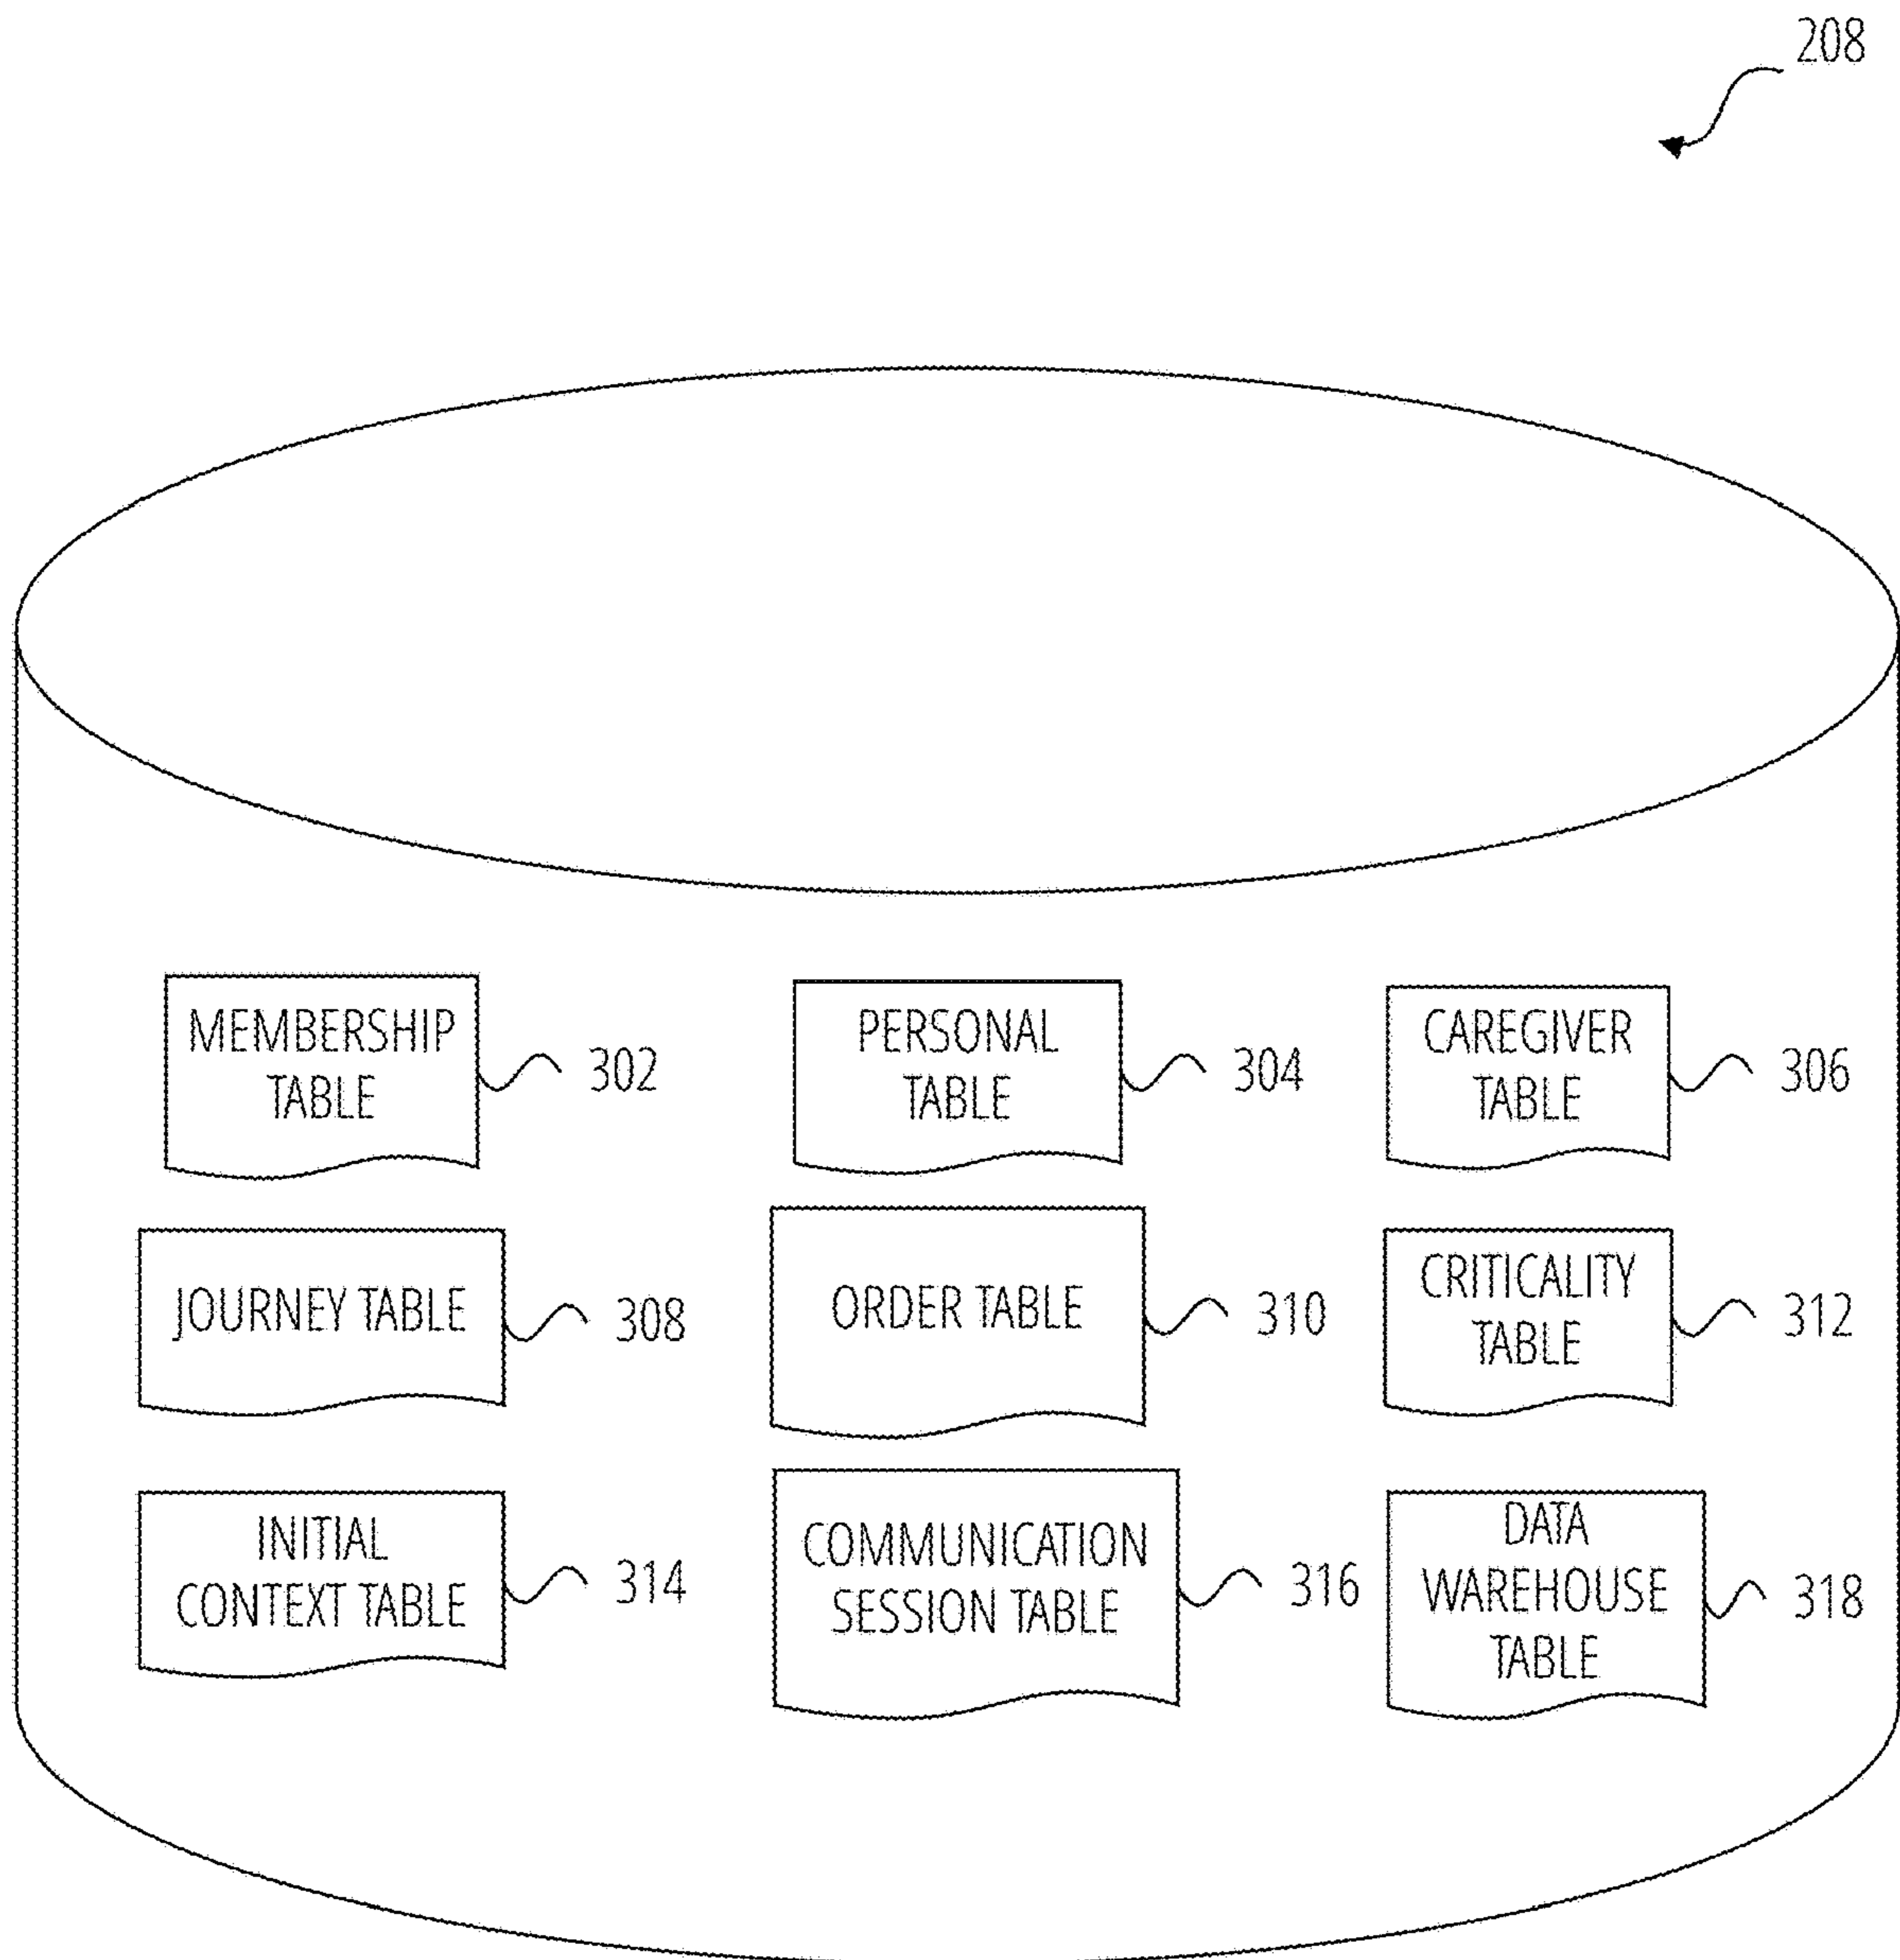 208
MEMBERSHIP
TABLE
302
PERSONAL
TABLE
304
CAREGIVER
TABLE
306
JOURNEY TABLE
308
ORDER TABLE
310
CRITICALITY
TABLE
312
INITIAL
CONTEXT TABLE
314
COMMUNICATION
SESSION TABLE
316
DATA
WAREHOUSE
TABLE
318